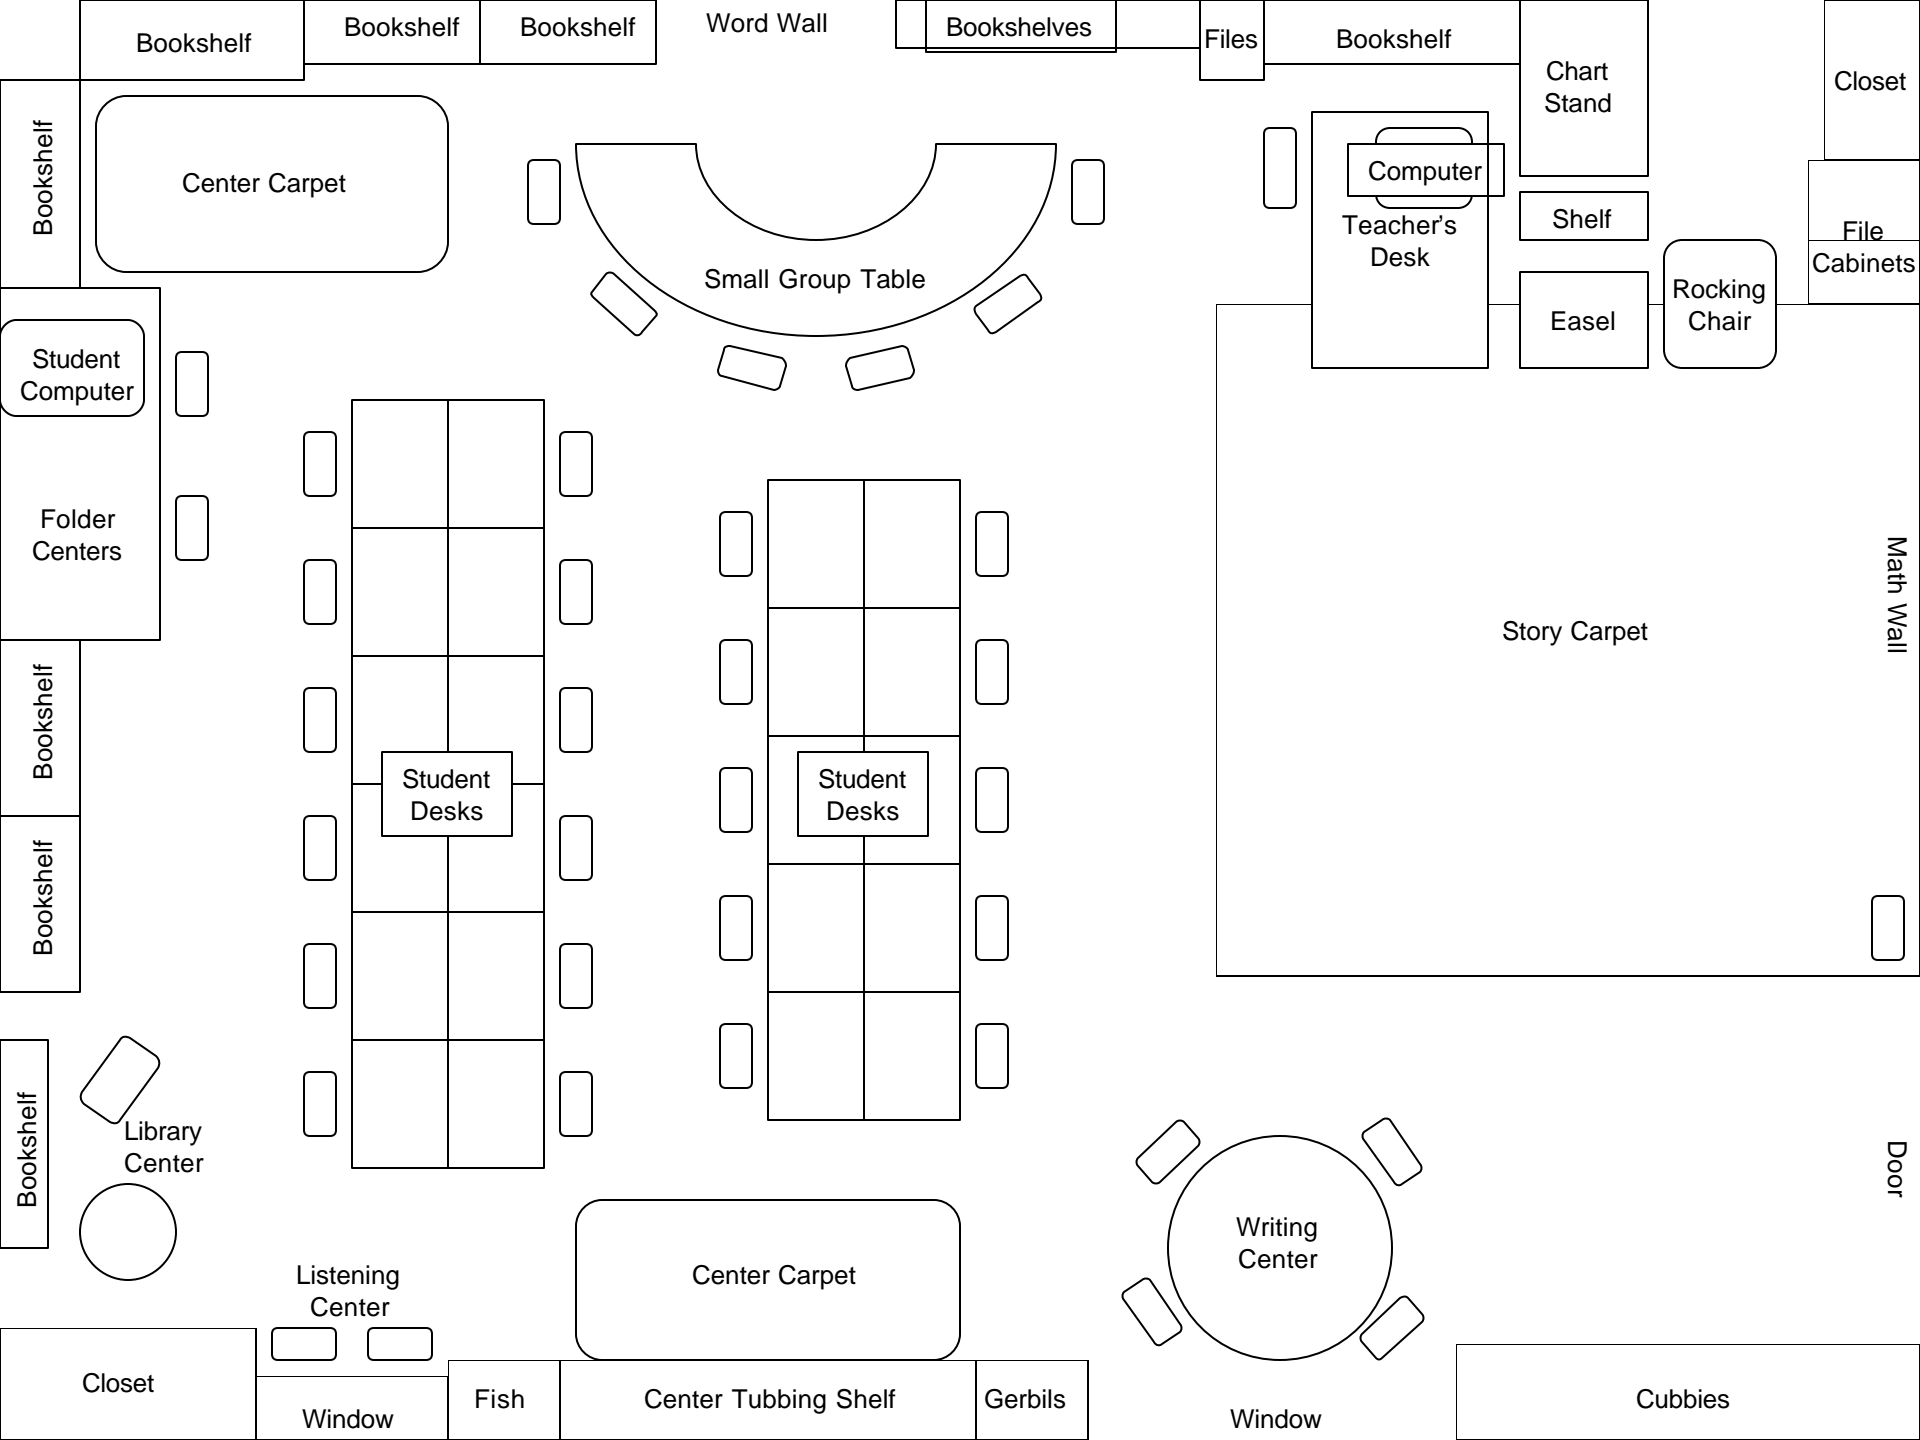 Bookshelf
Bookshelf
Bookshelf
Word Wall
Bookshelves
Files
Bookshelf
Chart
Stand
Closet
Bookshelf
Center Carpet
Computer
Teacher’s
Desk
Shelf
File
Cabinets
Small Group Table
Easel
Rocking
Chair
Student
Computer
Folder
Centers
Math Wall
Story Carpet
Bookshelf
Student
Desks
Student
Desks
Bookshelf
Bookshelf
Library
Center
Door
Writing
Center
Listening
Center
Center Carpet
Closet
Window
Fish
Center Tubbing Shelf
Gerbils
Window
Cubbies